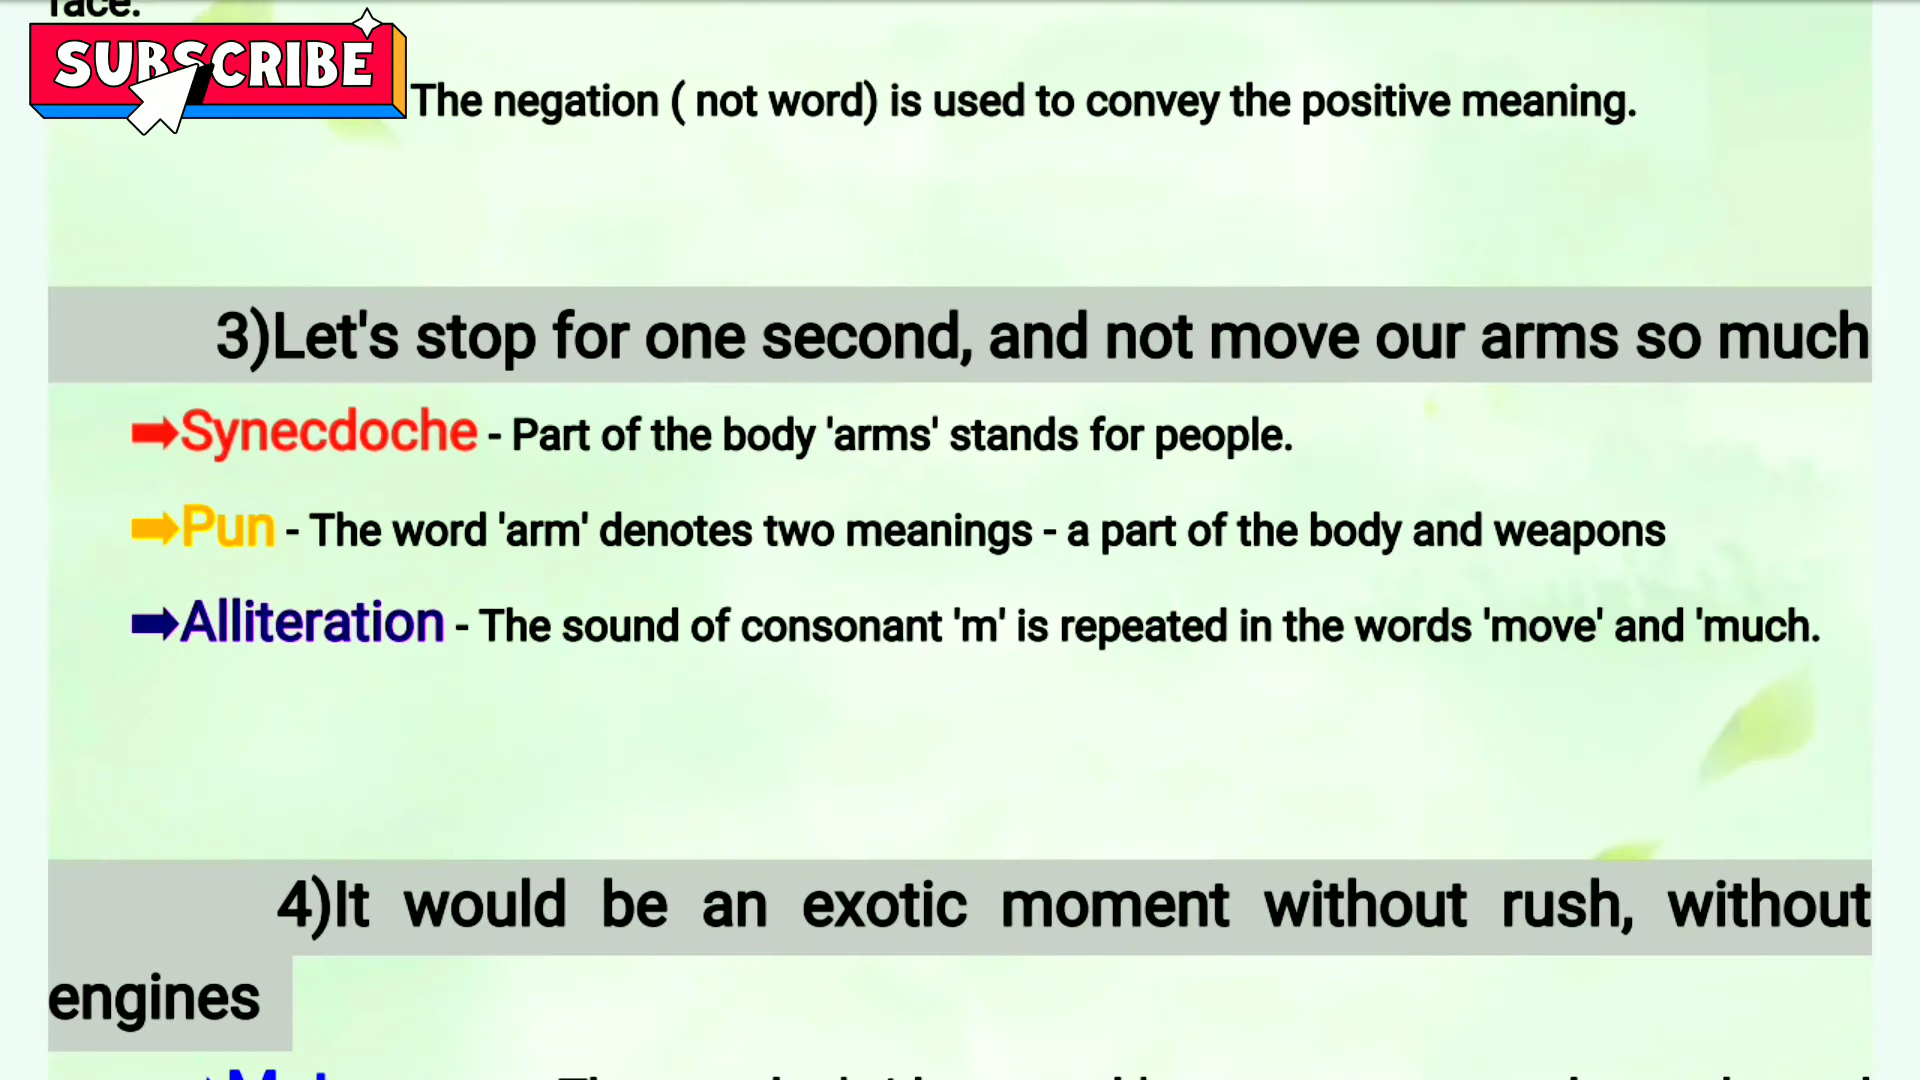 face.
SUBSCRIBE
The negation ( not word) is used to convey the positive meaning.
3)Let's stop for one second, and not move our arms so much
➡Synecdoche - Part of the body 'arms' stands for people.
➡Pun - The word 'arm' denotes two meanings - a part of the body and weapons
➡Alliteration - The sound of consonant 'm' is repeated in the words 'move' and 'much.
4)It would be an exotic moment without rush, without
engines